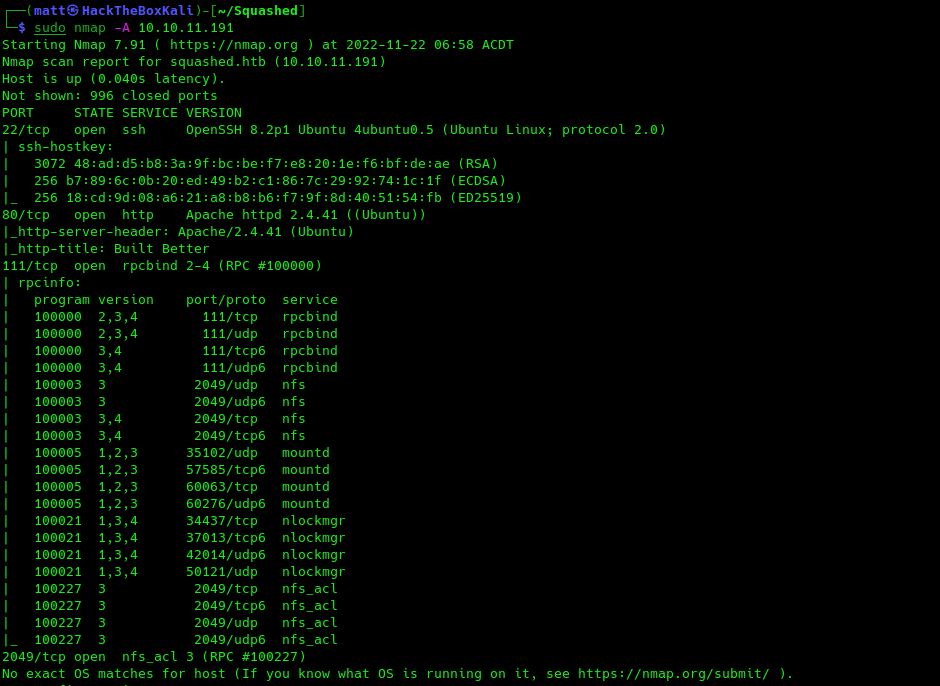 ┌──(matt㉿HackTheBoxKali)-[~/Squashed]
└─$ sudo nmap -A 10.10.11.191
Starting Nmap 7.91 ( https://nmap.org ) at 2022-11-22 06:58 ACDT
Nmap scan report for squashed.htb (10.10.11.191)
Host is up (0.040s latency).
Not shown: 996 closed ports
PORT     STATE SERVICE VERSION
22/tcp   open  ssh     OpenSSH 8.2p1 Ubuntu 4ubuntu0.5 (Ubuntu Linux; protocol 2.0)
| ssh-hostkey:
|   3072 48:ad:d5:b8:3a:9f:bc:be:f7:e8:20:1e:f6:bf:de:ae (RSA)
|   256 b7:89:6c:0b:20:ed:49:b2:c1:86:7c:29:92:74:1c:1f (ECDSA)
|_  256 18:cd:9d:08:a6:21:a8:b8:b6:f7:9f:8d:40:51:54:fb (ED25519)
80/tcp   open  http    Apache httpd 2.4.41 ((Ubuntu))
|_http-server-header: Apache/2.4.41 (Ubuntu)
|_http-title: Built Better
111/tcp  open  rpcbind 2-4 (RPC #100000)
| rpcinfo:
|   program version    port/proto  service
|   100000  2,3,4        111/tcp   rpcbind
|   100000  2,3,4        111/udp   rpcbind
|   100000  3,4          111/tcp6  rpcbind
|   100000  3,4          111/udp6  rpcbind
|   100003  3           2049/udp   nfs
|   100003  3           2049/udp6  nfs
|   100003  3,4         2049/tcp   nfs
|   100003  3,4         2049/tcp6  nfs
|   100005  1,2,3      35102/udp   mountd
|   100005  1,2,3      57585/tcp6  mountd
|   100005  1,2,3      60063/tcp   mountd
|   100005  1,2,3      60276/udp6  mountd
|   100021  1,3,4      34437/tcp   nlockmgr
|   100021  1,3,4      37013/tcp6  nlockmgr
|   100021  1,3,4      42014/udp6  nlockmgr
|   100021  1,3,4      50121/udp   nlockmgr
|   100227  3           2049/tcp   nfs_acl
|   100227  3           2049/tcp6  nfs_acl
|   100227  3           2049/udp   nfs_acl
|_  100227  3           2049/udp6  nfs_acl
2049/tcp open  nfs_acl 3 (RPC #100227)
No exact OS matches for host (If you know what OS is running on it, see https://nmap.org/submit/ ).